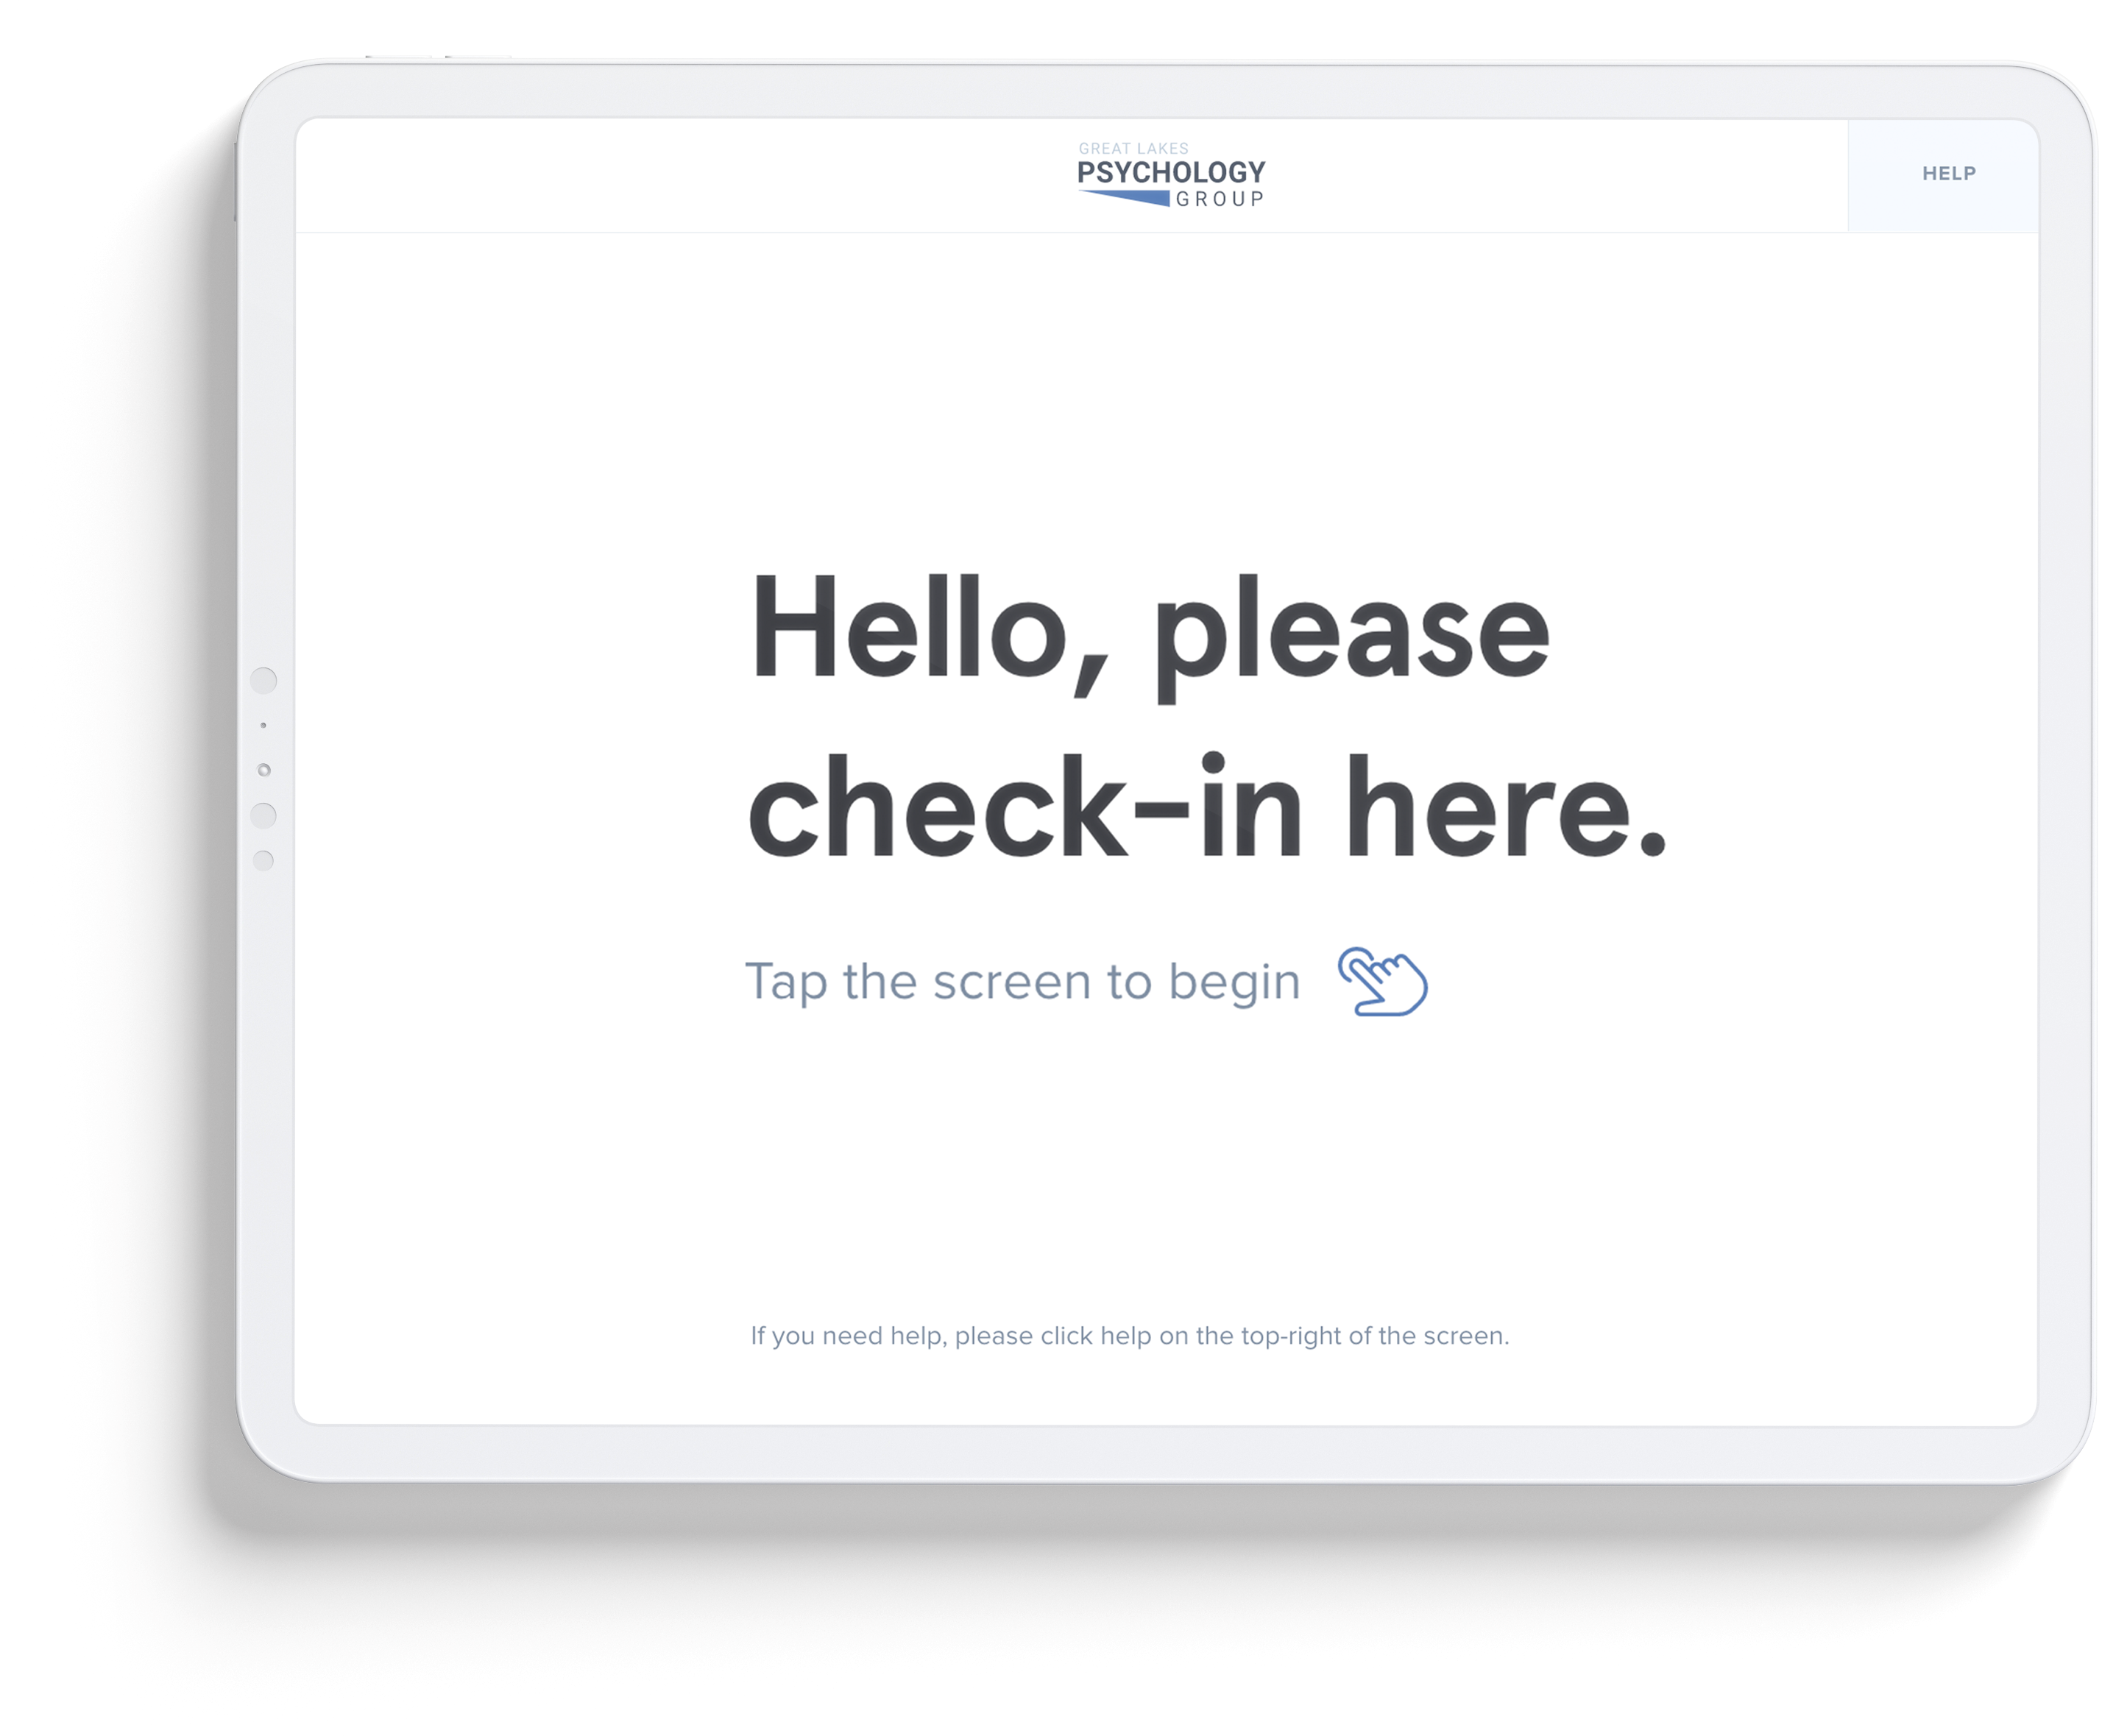 GREAT LAKES
PSYCHOLOGY
GROUP
HELP
Hello, please
check-in here.
Tap the screen to begin
If you need help, please click help on the top-right of the screen.